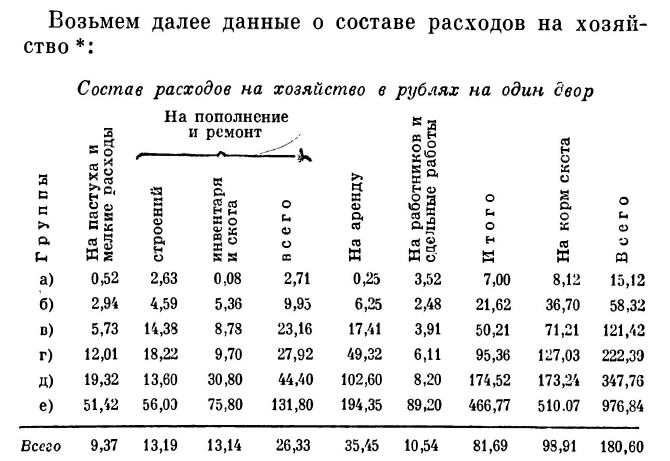 Возьмем далее данные о составе расходов на хозяй-
ство *:
Состав расходов на хозяйство в рублях на один двор
Группы | На пастуха и мелкие расходы | На пополнение и ремонт: строений | инвентаря и скота | всего | На аренду | На работников и сдельные работы | Итого | На корм скста | Всего
а) 0,52 2,63 0,08 2,71 0,25 3,52 7,00 8,12 15,12
б) 2,94 4,59 5,36 9,95 6,25 2,48 21,62 36,70 58,32
в) 5,73 14,38 8,78 23,16 17,41 3,91 50,21 71,21 121,42
г) 12,01 18,22 9,70 27,92 49,32 6,11 95,36 127,03 222,39
д) 19,32 13,60 30,80 44,40 102,60 8,20 174,52 173,24 347,76
е) 51,42 56,00 75,80 131,80 194,35 89,20 466,77 510.07 976,84
Всего 9,37 13,19 13,14 26,33 35,45 10,54 81,69 98,91 180,60